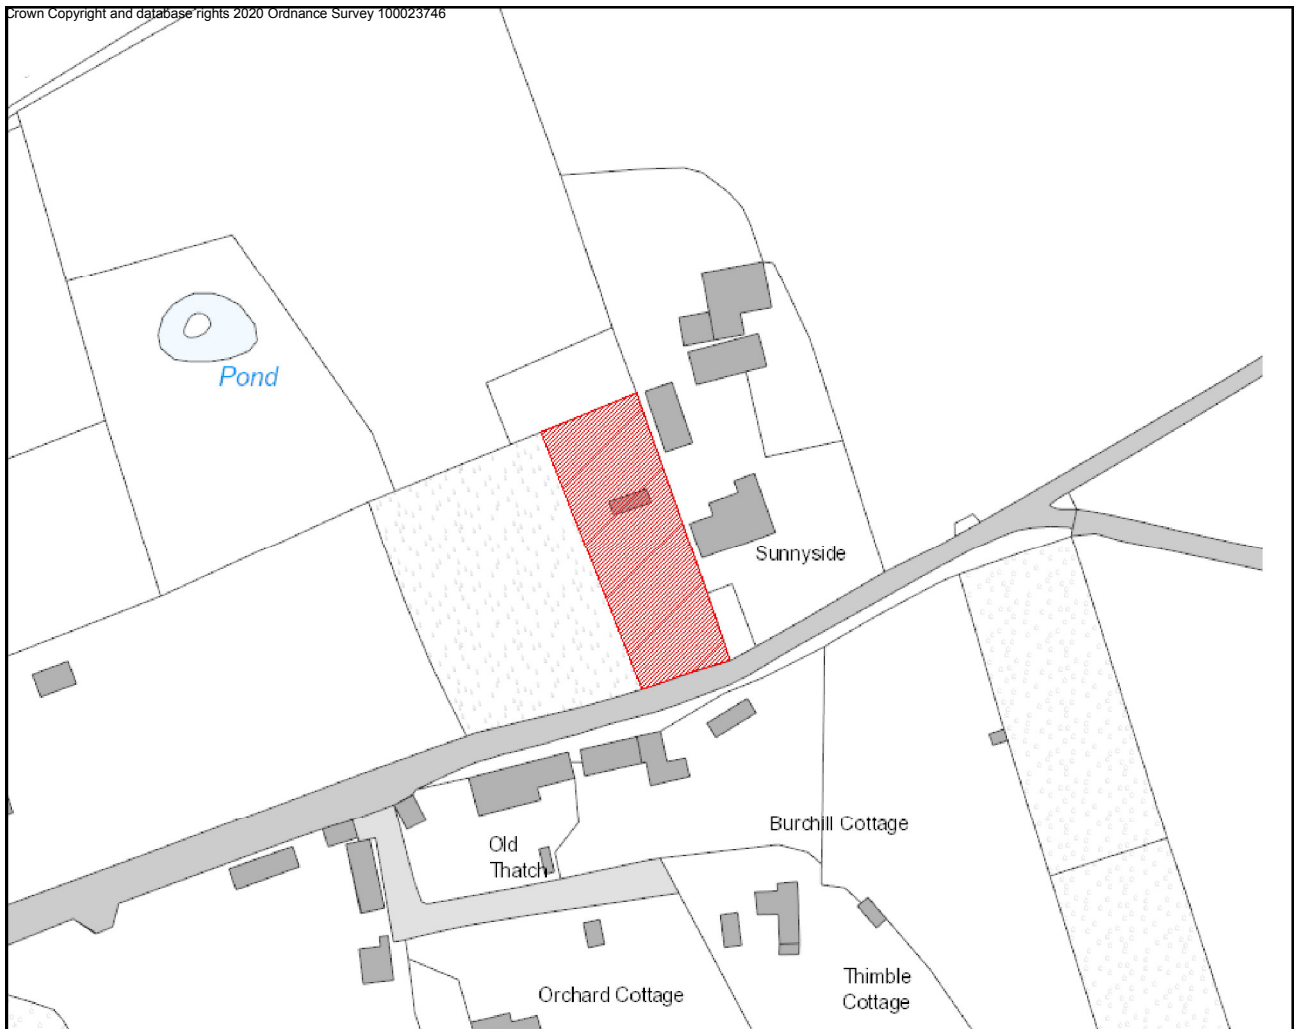 Crown Copyright and database rights 2020 Ordnance Survey 100023746
Pond
Sunnyside
Burchill Cottage
Old
Thatch
Thimble
Cottage
Orchard Cottage